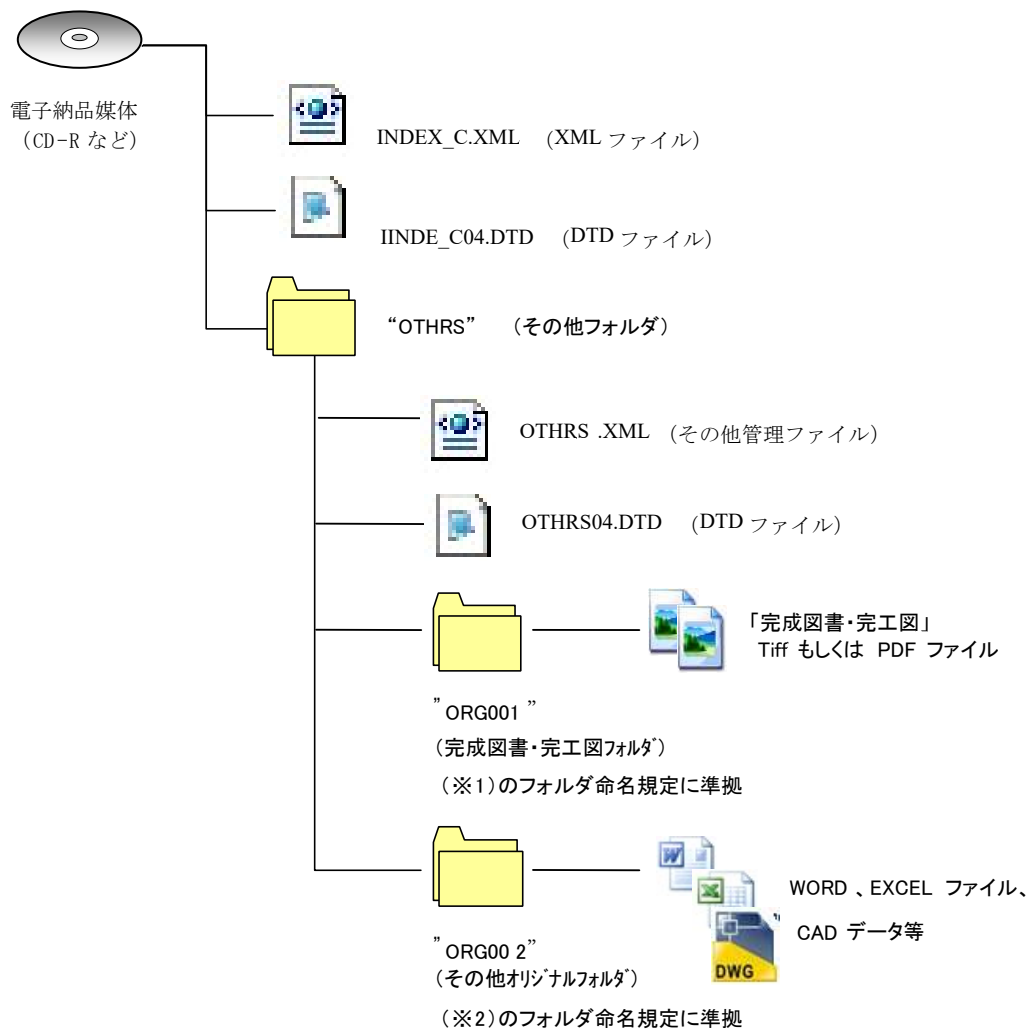 電子納品媒体
（CD-R など）
INDEX_C.XML （XML ファイル）
IINDE_C04.DTD （DTD ファイル）
“OTHRS” （その他フォルダ）
OTHRS .XML （その他管理ファイル）
OTHRS04.DTD （DTD ファイル）
「完成図書・完工図」
Tiff もしくは PDF ファイル
”ORG001 ”
（完成図書・完工図ﾌｫﾙﾀﾞ）
（※1）のフォルダ命名規定に準拠
WORD 、EXCEL ファイル、
CAD データ等
DWG
”ORG00 2”
（その他ｵﾘｼﾞﾅﾙﾌｫﾙﾀﾞ）
（※2）のフォルダ命名規定に準拠